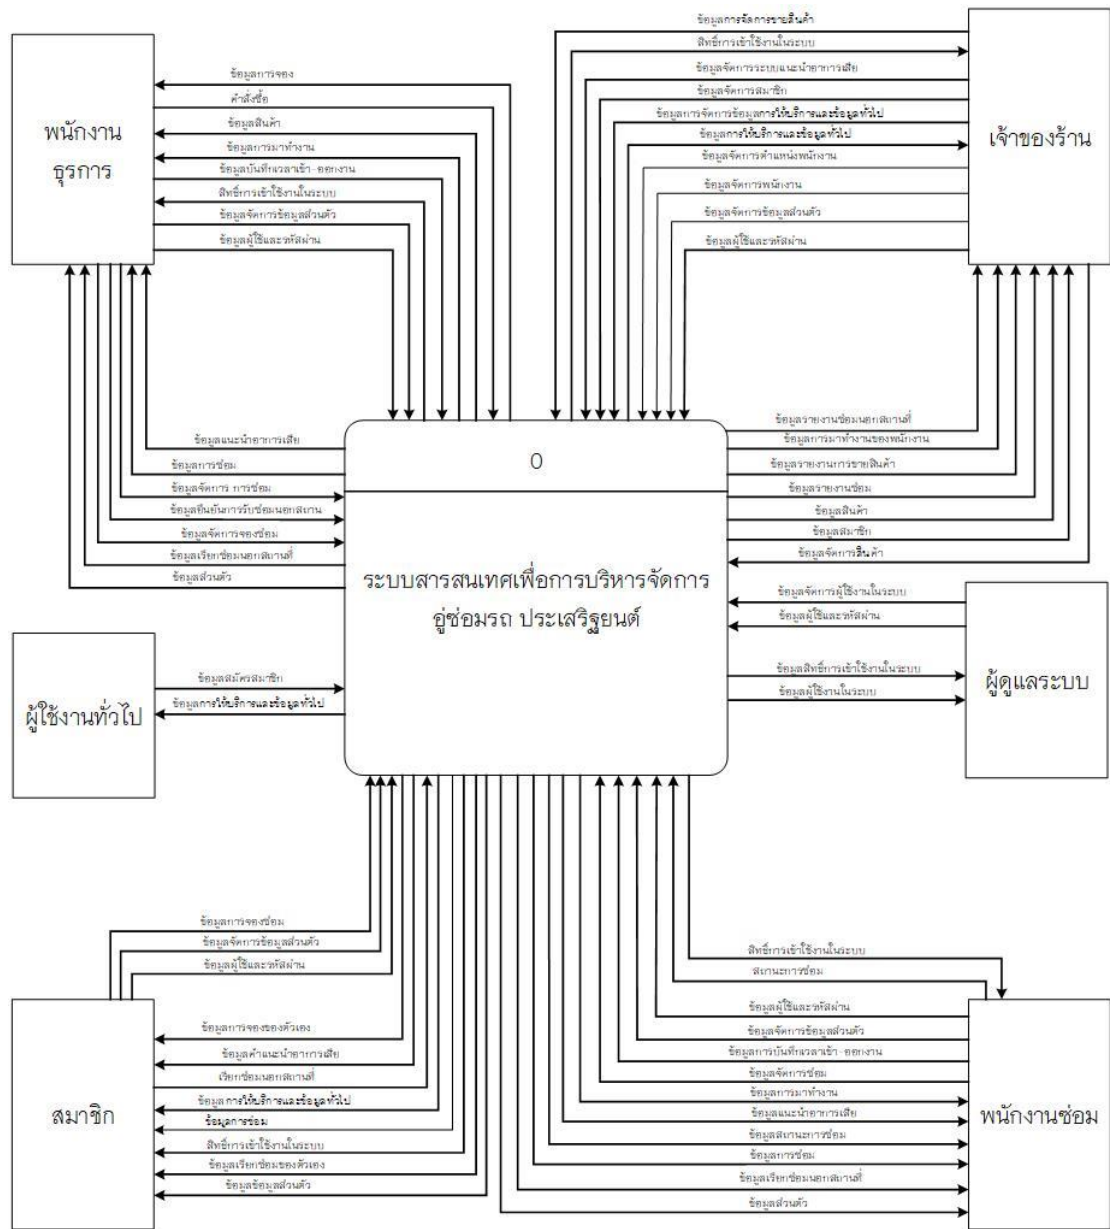 พนักงาน
ธุรการ
ข้อมูลการจอง
คำสั่งซื้อ
ข้อมูลสินค้า
ข้อมูลการมาทำงาน
ข้อมูลบันทึกเวลาเข้า-ออกงาน
สิทธิ์การเข้าใช้งานในระบบ
ข้อมูลจัดการข้อมูลส่วนตัว
ข้อมูลผู้ใช้และรหัสผ่าน
ข้อมูลการจัดการขายสินค้า
สิทธิ์การเข้าใช้งานในระบบ
ข้อมูลจัดการระบบแนะนำอาการเสีย
ข้อมูลจัดการสมาชิก
ข้อมูลการจัดการข้อมูลการให้บริการและข้อมูลทั่วไป
ข้อมูลการให้บริการและข้อมูลทั่วไป
ข้อมูลจัดการตำแหน่งพนักงาน
ข้อมูลจัดการพนักงาน
ข้อมูลจัดการข้อมูลส่วนตัว
ข้อมูลผู้ใช้และรหัสผ่าน
เจ้าของร้าน
ข้อมูลแนะนำอาการเสีย
ข้อมูลการซ่อม
ข้อมูลจัดการ การซ่อม
ข้อมูลยืนยันการรับซ่อมนอกสถาน
ข้อมูลจัดการจองซ่อม
ข้อมูลเรียกซ่อมนอกสถานที่
ข้อมูลส่วนตัว
0
ระบบสารสนเทศเพื่อการบริหารจัดการ
อู่ซ่อมรถ ประเสริฐยนต์
ข้อมูลรายงานซ่อมนอกสถานที่
ข้อมูลการมาทำงานของพนักงาน
ข้อมูลรายงานการขายสินค้า
ข้อมูลรายงานซ่อม
ข้อมูลสินค้า
ข้อมูลสมาชิก
ข้อมูลจัดการสินค้า
ข้อมูลจัดการผู้ใช้งานในระบบ
ข้อมูลผู้ใช้และรหัสผ่าน
ข้อมูลสิทธิ์การเข้าใช้งานในระบบ
ข้อมูลผู้ใช้งานในระบบ
ผู้ดูแลระบบ
ผู้ใช้งานทั่วไป
ข้อมูลสมัครสมาชิก
ข้อมูลการให้บริการและข้อมูลทั่วไป
ข้อมูลการจองซ่อม
ข้อมูลจัดการข้อมูลส่วนตัว
ข้อมูลผู้ใช้และรหัสผ่าน
สมาชิก
ข้อมูลการจองของตัวเอง
ข้อมูลคำแนะนำอาการเสีย
เรียกซ่อมนอกสถานที่
ข้อมูลการให้บริการและข้อมูลทั่วไป
ข้อมูลการซ่อม
สิทธิ์การเข้าใช้งานในระบบ
ข้อมูลเรียกซ่อมของตัวเอง
ข้อมูลข้อมูลส่วนตัว
สิทธิ์การเข้าใช้งานในระบบ
สถานะการซ่อม
ข้อมูลผู้ใช้และรหัสผ่าน
ข้อมูลจัดการข้อมูลส่วนตัว
ข้อมูลการบันทึกเวลาเข้า-ออกงาน
ข้อมูลจัดการซ่อม
ข้อมูลการมาทำงาน
ข้อมูลแนะนำอาการเสีย
ข้อมูลสถานะการซ่อม
ข้อมูลการซ่อม
ข้อมูลเรียกซ่อมนอกสถานที่
ข้อมูลส่วนตัว
พนักงานซ่อม